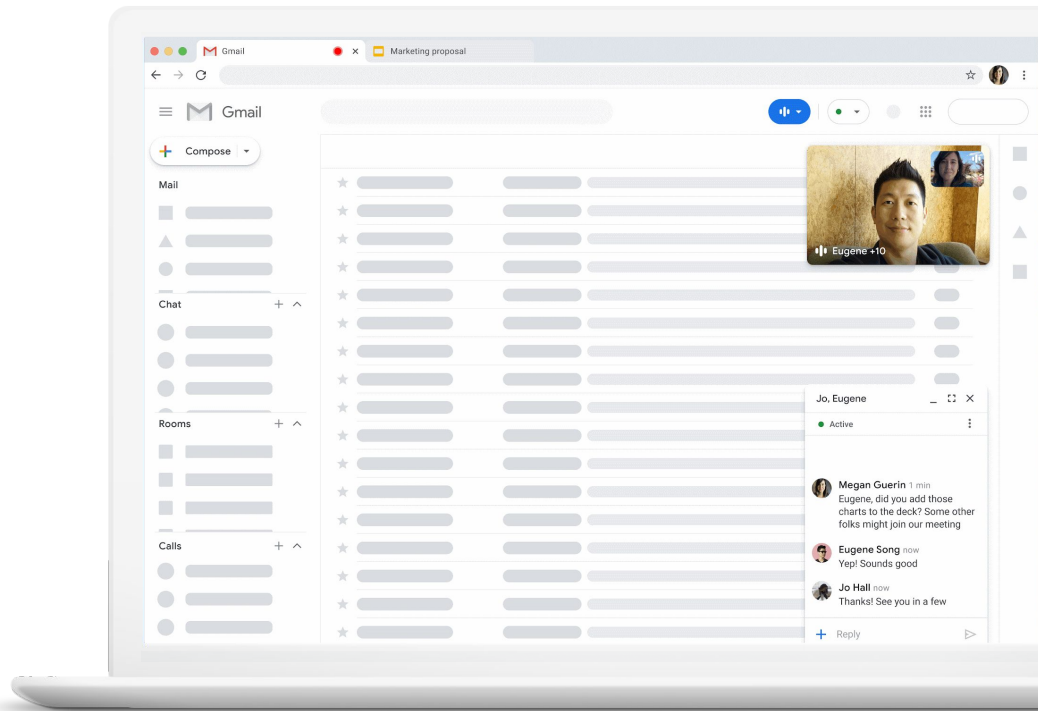 Gmail
Marketing proposal
Gmail
Compose
Mail
Chat
Rooms
Calls
Eugene +10
Jo, Eugene
Active
Megan Guerin 1 min
Eugene, did you add those
charts to the deck? Some other
folks might join our meeting
Eugene Song now
Yep! Sounds good
Jo Hall now
Thanks! See you in a few
Reply